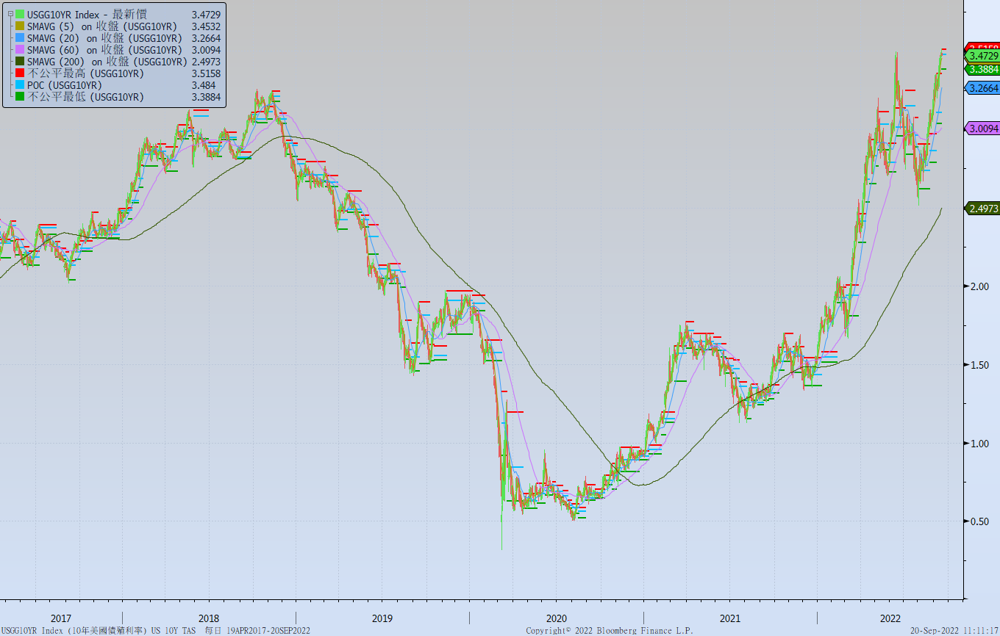 USGG10YR Index - 最新價 3.4729
SMAVG (5) on 收盤 (USGG10YR) 3.4532
SMAVG (20) on 收盤 (USGG10YR) 3.2664
SMAVG (60) on 收盤 (USGG10YR) 3.0094
SMAVG (200) on 收盤 (USGG10YR) 2.4973
不公平最高 (USGG10YR) 3.5158
POC (USGG10YR) 3.484
不公平最低 (USGG10YR) 3.3884
3.5158
3.4729
3.3884
3.2664
3.0094
2.4973
2.00
1.50
1.00
0.50
2017 2018 2019 2020 2021 2022
USGG10YR Index (10年美國債殖利率) US 10Y TAS 每日 19APR2017-20SEP2022 Copyright© 2022 Bloomberg Finance L.P. 20-Sep-2022 11:11:17